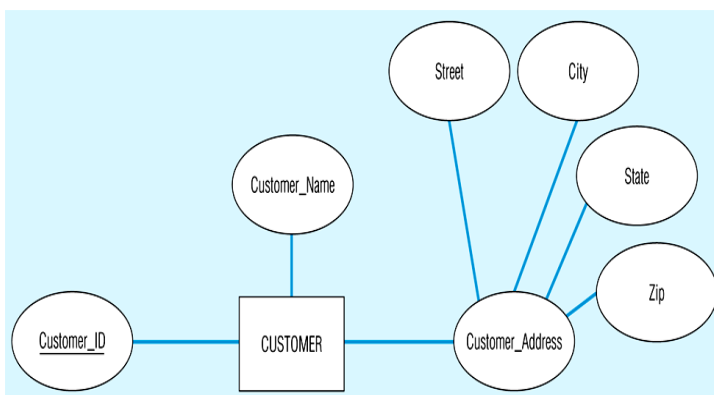 Street
City
State
Customer_Name
Zip
Customer_ID
CUSTOMER
Customer_Address